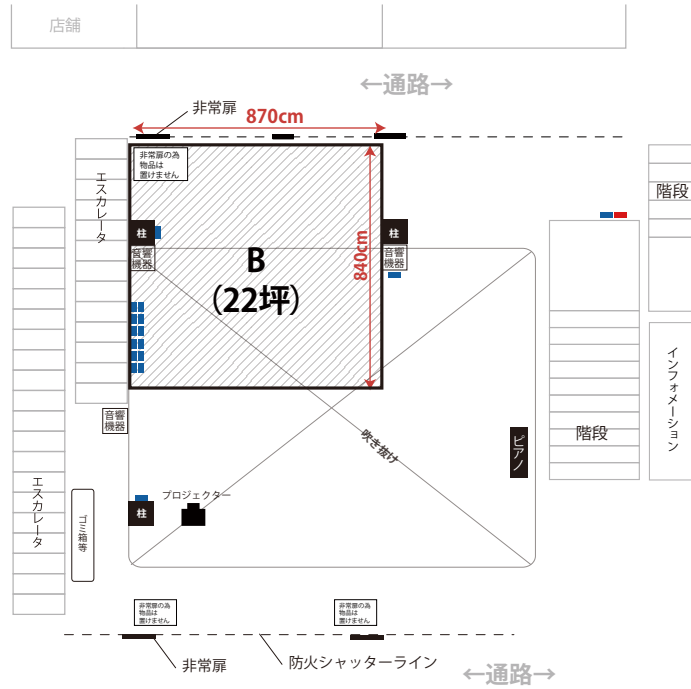 店舗
←通路→
非常扉
870cm
非常扉の為
物品は
置けません
エスカレータ
階段
柱
柱
音響
機器
音響
機器
840cm
B
（22坪）
インフォメーション
音響
機器
吹き抜け
ピアノ
階段
エスカレータ
プロジェクター
柱
ゴミ箱等
非常扉の為
物品は
置けません
非常扉の為
物品は
置けません
非常扉
防火シャッターライン
←通路→